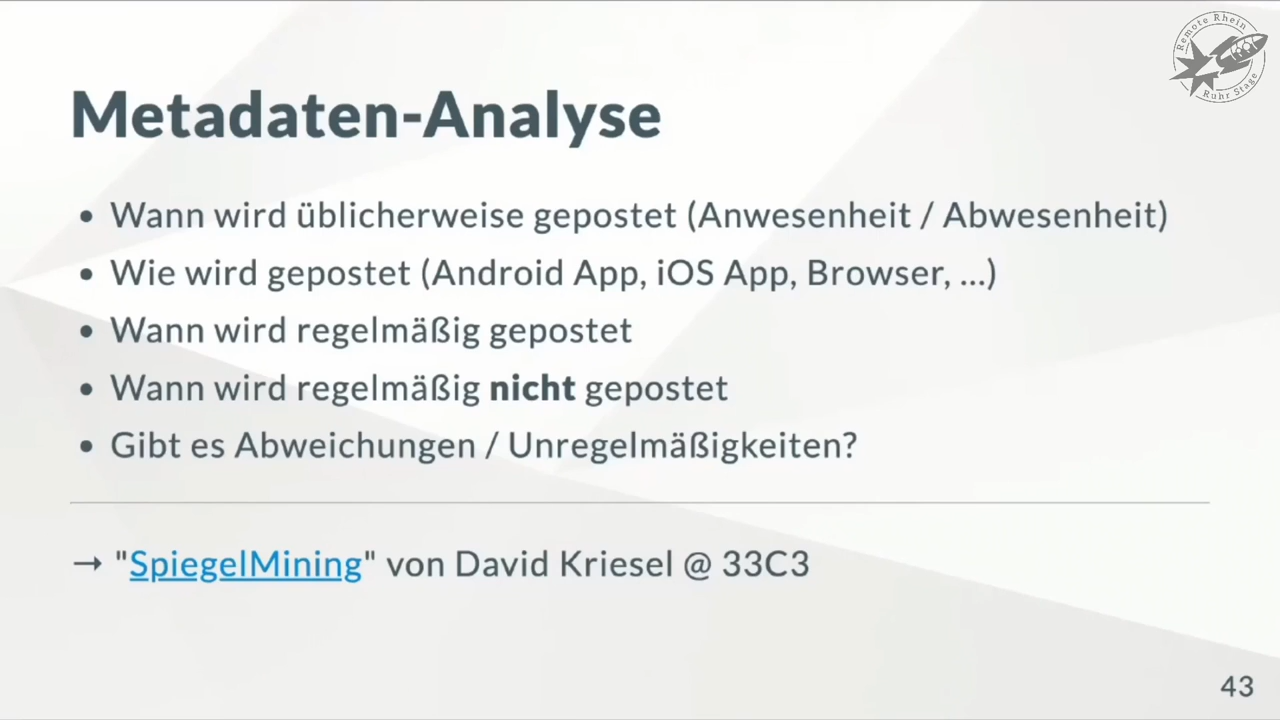 Remote Rhein
Ruhr Stage
Metadaten-Analyse
• Wann wird üblicherweise gepostet (Anwesenheit / Abwesenheit)
• Wie wird gepostet (Android App, iOS App, Browser, ...)
• Wann wird regelmäßig gepostet
• Wann wird regelmäßig nicht gepostet
• Gibt es Abweichungen / Unregelmäßigkeiten?
→ "SpiegelMining" von David Kriesel @ 33C3
43